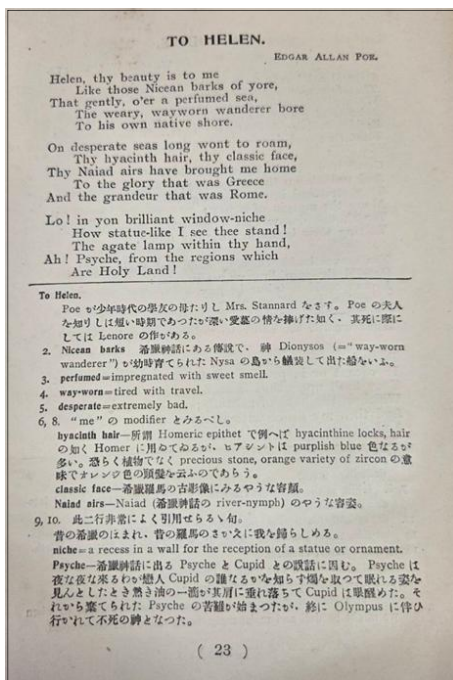 TO HELEN.
EDGAR ALLAN POE.
Helen, thy beauty is to me
Like those Nicean barks of yore,
That gently, o'er a perfumed sea,
The weary, wayworn wanderer bore
To his own native shore.
On desperate seas long wont to roam,
Thy hyacinth hair, thy classic face,
Thy Naiad airs have brought me home
To the glory that was Greece
And the grandeur that was Rome.
Lo! in yon brilliant window-niche
How statue-like I see thee stand!
The agate lamp within thy hand,
Ah! Psyche, from the regions which
Are Holy Land!
To Helen.
Poe が少年時代の學友の母たりし Mrs. Stannard をさす。 Poe の夫人
を知りしは短い時期であつたが深い愛慕の情を捧げた如く、其死に際に
しては Lenore の作がある。
2. Nicean barks 希臘神話にある傳說で、神 Dionysos (="way-worn
wanderer") が幼時育てられた Nysa の島から艤装して出た船をいふ。
3. perfumed=impregnated with sweet smell.
4. way-worn=tired with travel.
5. desperate=extremely bad.
6, 8. "me" の modifier とみるべし。
hyacinth hair—所謂 Homeric epithet で例へば hyacinthine locks, hair
の如く Homer に用ゐてゐるが、ヒアシントは purplish blue 色なるが
多い。恐らく植物でなく precious stone, orange variety of zircon の意
味でオレンジ色の頭髮を云ふのであらう。
classic face—希臘羅馬の古彫像にみるやうな容顏。
Naiad airs—Naiad (希臘神話の river-nymph) のやうな容姿。
9, 10. 此二行非常によく引用せらるゝ句。
昔の希臘のほまれ、昔の羅馬のさかえに我を歸らしめる。
niche=a recess in a wall for the reception of a statue or ornament.
Psyche—希臘神話に出る Psyche と Cupid との說話に因む。 Psyche は
夜な夜な來るわが戀人 Cupid の誰なるかを知らず燭を取つて眠れる姿を
見んとしたとき熱き油の一滴が其肩に垂れ落ちて Cupid は眼醒めた。そ
れから棄てられた Psyche の苦難が始まつたが、終に Olympus に伴ひ
行かれて不死の神となつた。
( 23 )